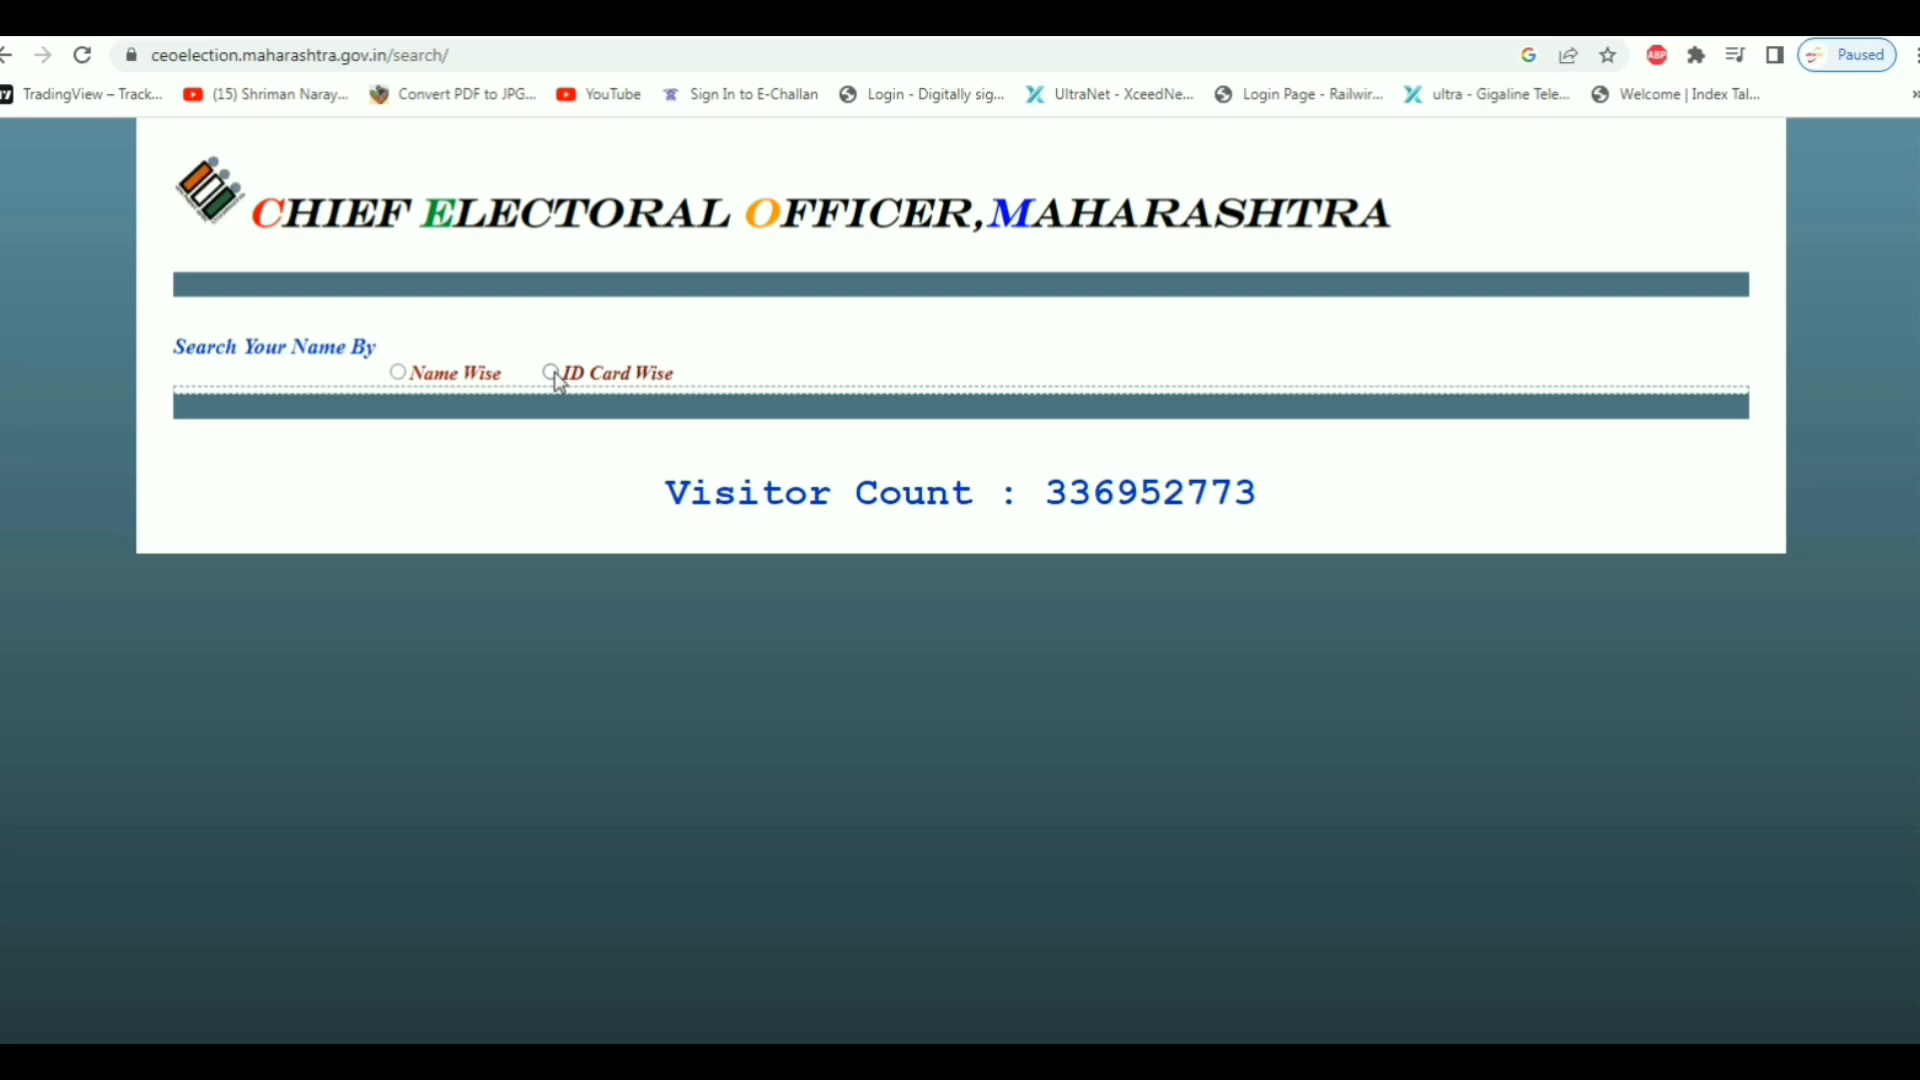 ceoelection.maharashtra.gov.in/search/
Paused
TradingView – Track...
(15) Shriman Naray...
Convert PDF to JPG...
YouTube
Sign In to E-Challan
Login - Digitally sig...
UltraNet - XceedNe...
Login Page - Railwir...
ultra - Gigaline Tele...
Welcome | Index Tal...
CHIEF ELECTORAL OFFICER,MAHARASHTRA
Search Your Name By
Name Wise ID Card Wise
Visitor Count : 336952773